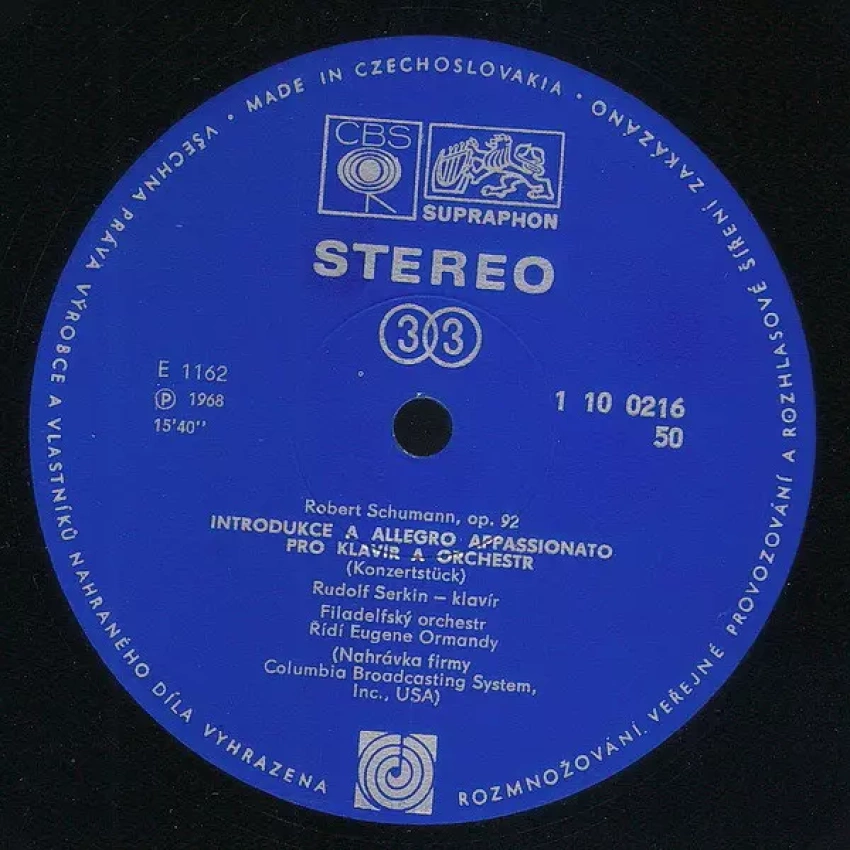 MADE IN CZECHOSLOVAKIA • VŠECHNA PRÁVA VÝROBCE A VLASTNÍKŮ NAHRANÉHO DÍLA VYHRAZENA
ROZMNOŽOVÁNÍ, VEŘEJNÉ PROVOZOVÁNÍ A ROZHLASOVÉ ŠÍŘENÍ ZAKÁZÁNO •
CBS
SUPRAPHON
STEREO
33
E 1162
Ⓟ 1968
15'40''
1 10 0216
50
Robert Schumann, op. 92
INTRODUKCE A ALLEGRO APPASSIONATO
PRO KLAVÍR A ORCHESTR
(Konzertstück)
Rudolf Serkin – klavír
Filadelfský orchestr
Řídí Eugene Ormandy
(Nahrávka firmy
Columbia Broadcasting System,
Inc., USA)